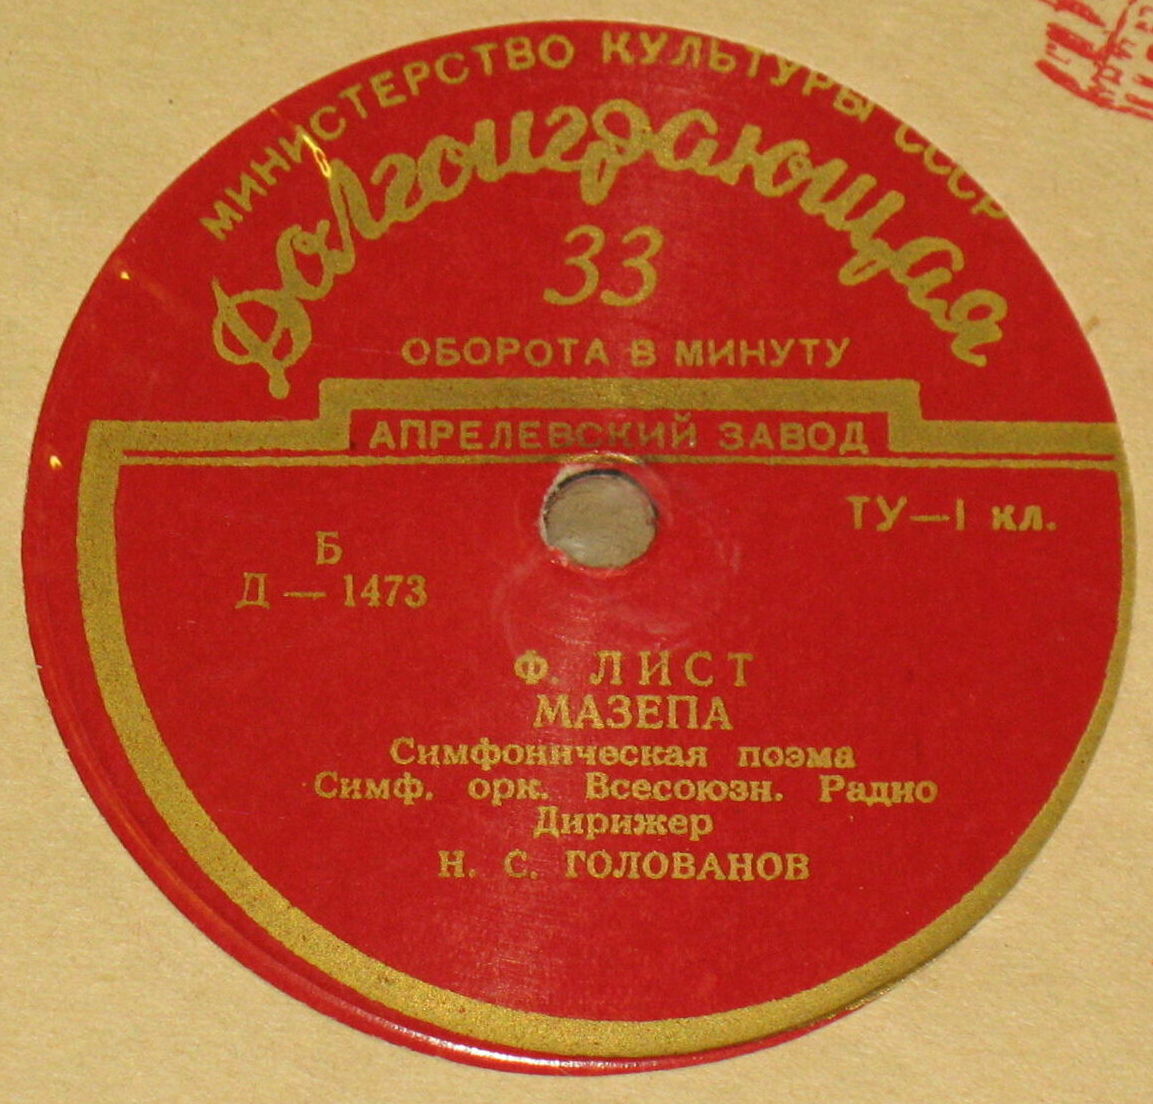 МИНИСТЕРСТВО КУЛЬТУРЫ СССР
Долгоиграющая
33
ОБОРОТА В МИНУТУ
АПРЕЛЕВСКИЙ ЗАВОД
ТУ—I кл.
Б
Д — 1473
Ф. ЛИСТ
МАЗЕПА
Симфоническая поэма
Симф. орк. Всесоюзн. Радио
Дирижер
Н. С. ГОЛОВАНОВ